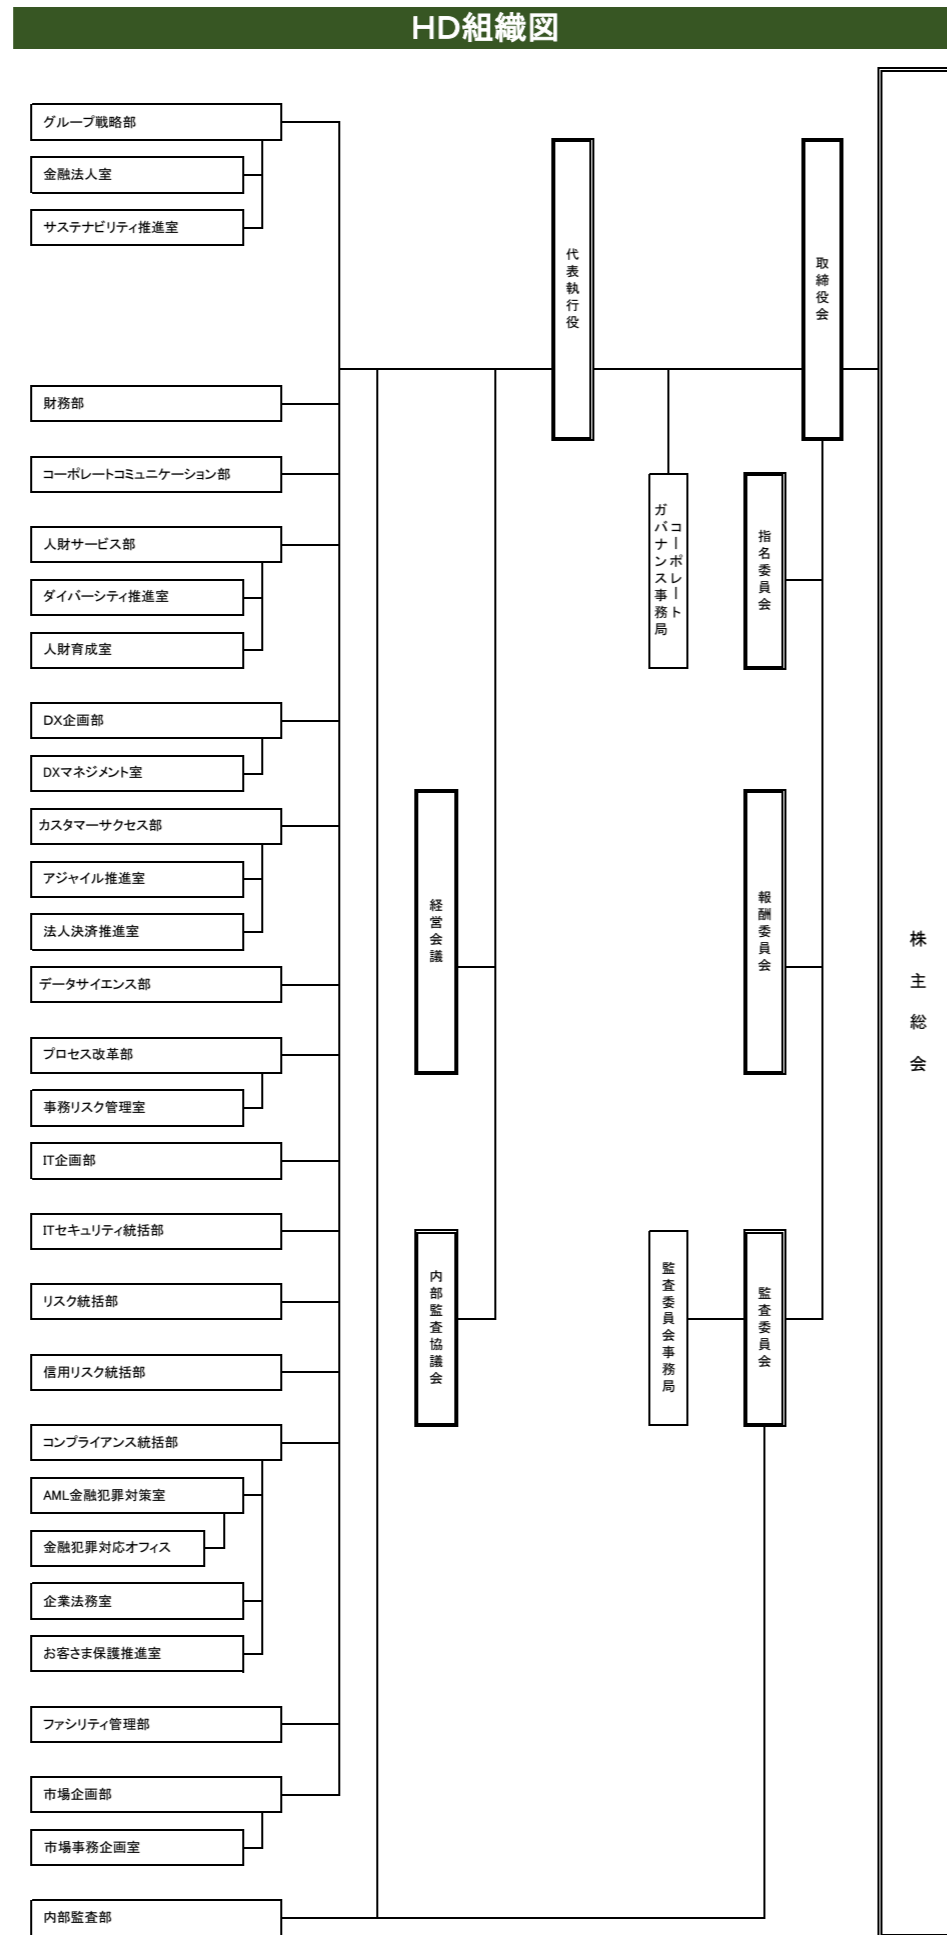 HD組織図
グループ戦略部
金融法人室
サステナビリティ推進室
財務部
コーポレートコミュニケーション部
人財サービス部
ダイバーシティ推進室
人財育成室
DX企画部
DXマネジメント室
カスタマーサクセス部
アジャイル推進室
法人決済推進室
データサイエンス部
プロセス改革部
事務リスク管理室
IT企画部
ITセキュリティ統括部
リスク統括部
信用リスク統括部
コンプライアンス統括部
AML金融犯罪対策室
金融犯罪対応オフィス
企業法務室
お客さま保護推進室
ファシリティ管理部
市場企画部
市場事務企画室
内部監査部
経営会議
内部監査協議会
代表執行役
コーポレート
ガバナンス事務局
監査委員会事務局
取締役会
指名委員会
報酬委員会
監査委員会
株主総会